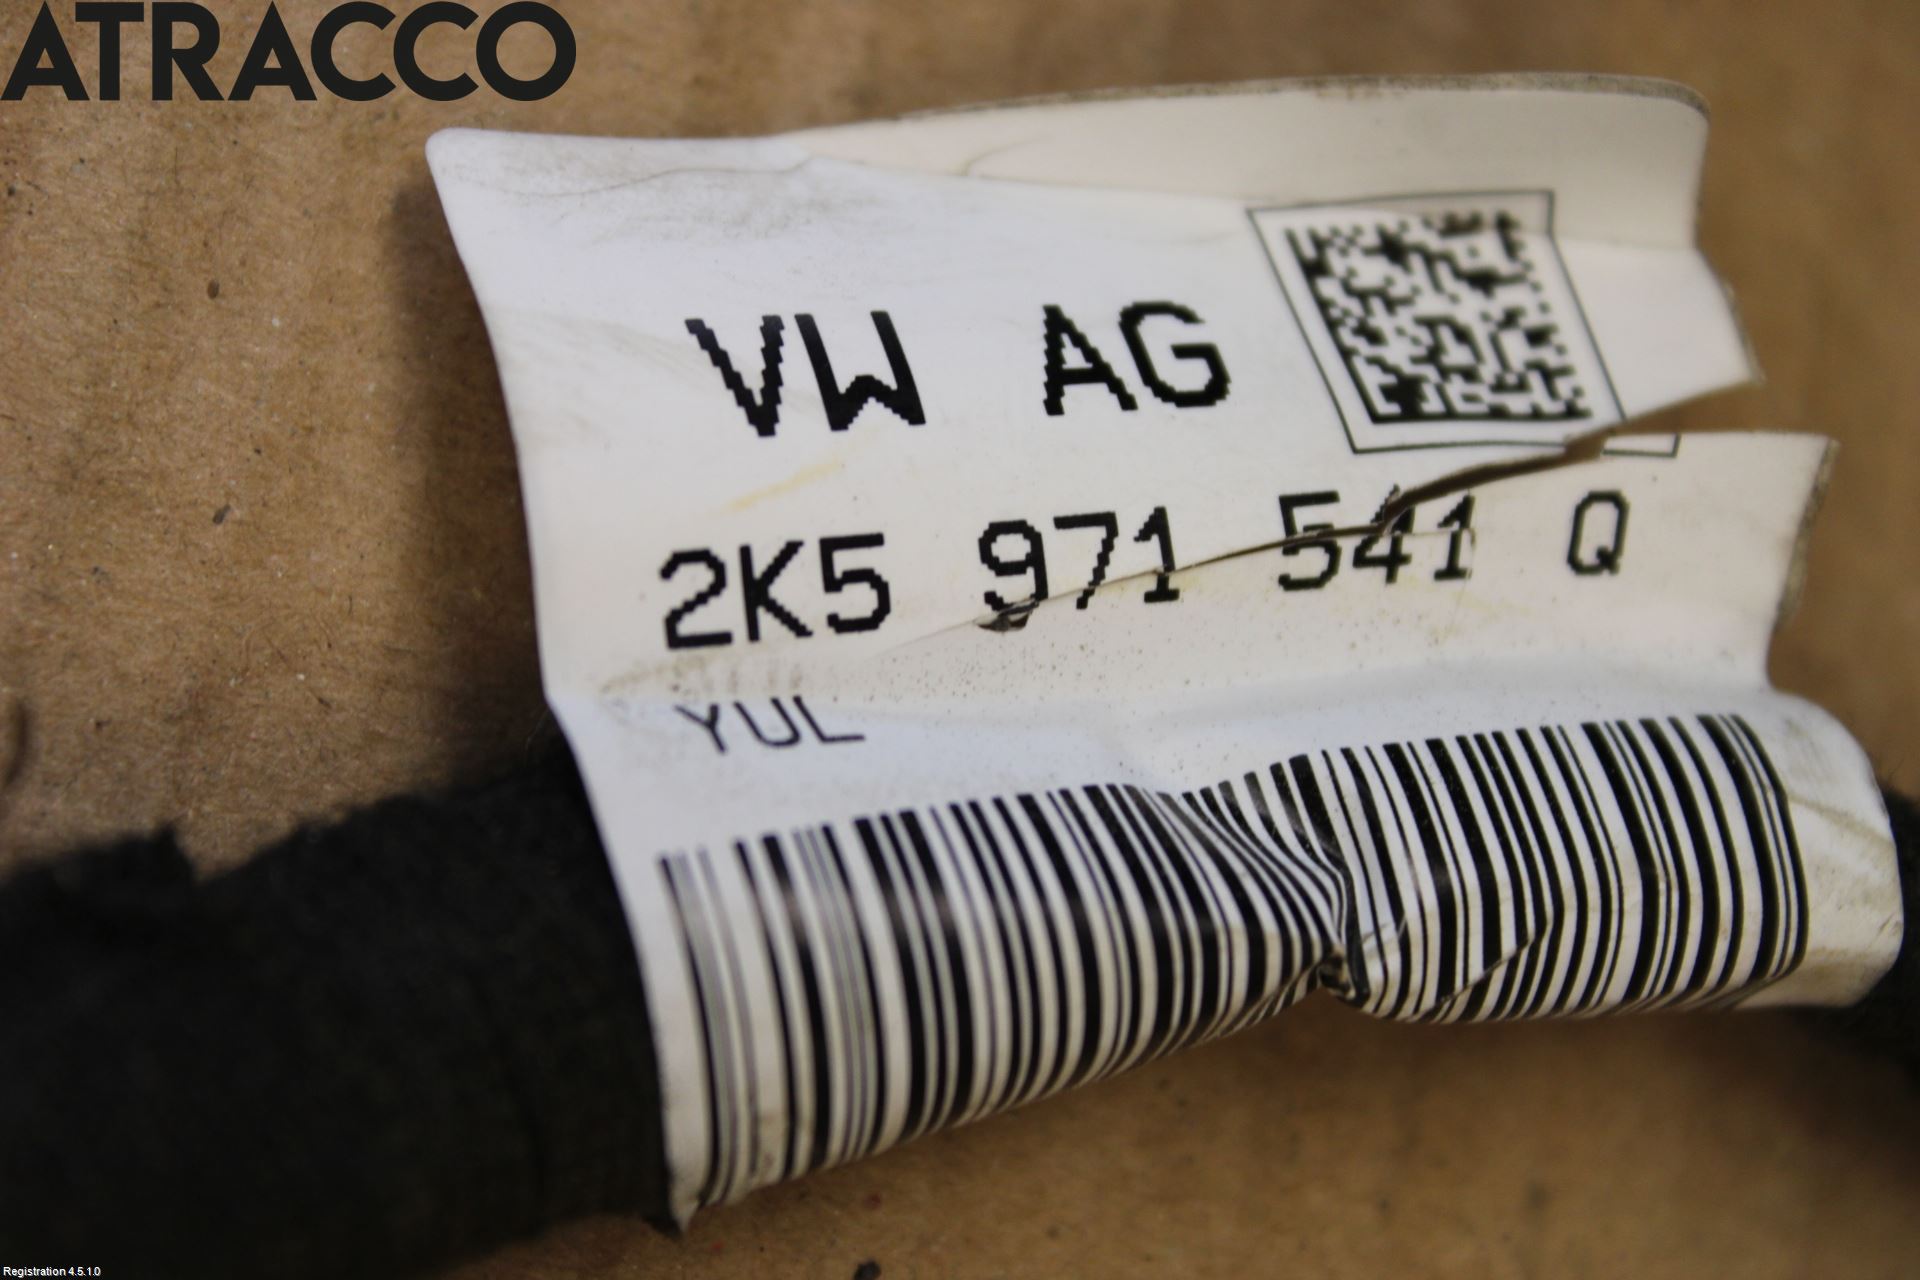 ATRACCO
VW AG
2K5 971 541 Q
YUL
Registration 4.5.1.0